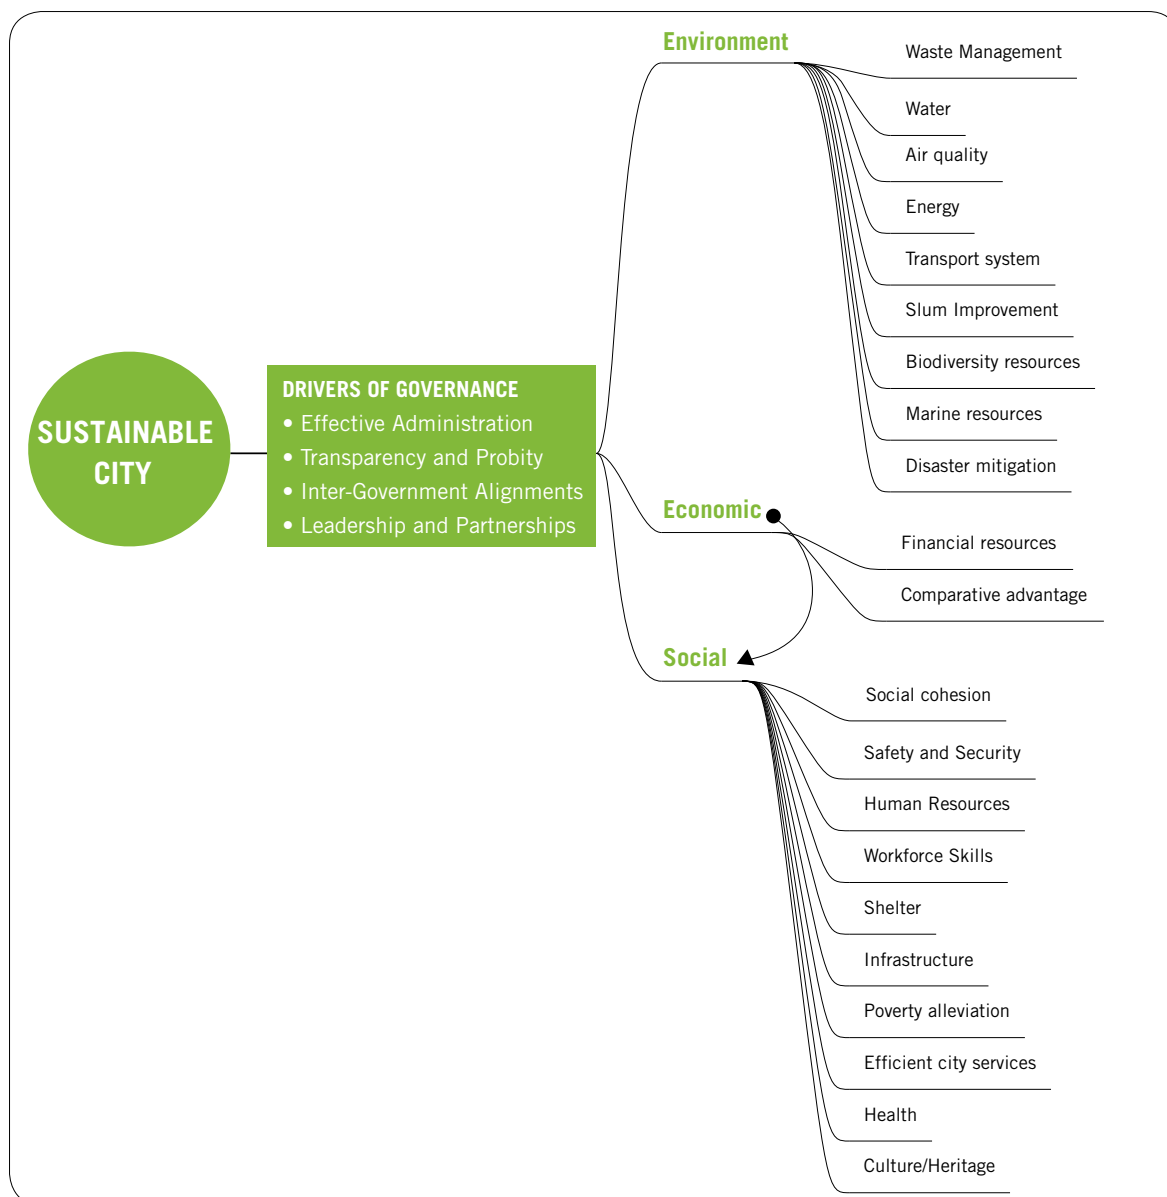 SUSTAINABLE
CITY
DRIVERS OF GOVERNANCE
• Effective Administration
• Transparency and Probity
• Inter-Government Alignments
• Leadership and Partnerships
Environment
Waste Management
Water
Air quality
Energy
Transport system
Slum Improvement
Biodiversity resources
Marine resources
Disaster mitigation
Economic
Financial resources
Comparative advantage
Social
Social cohesion
Safety and Security
Human Resources
Workforce Skills
Shelter
Infrastructure
Poverty alleviation
Efficient city services
Health
Culture/Heritage